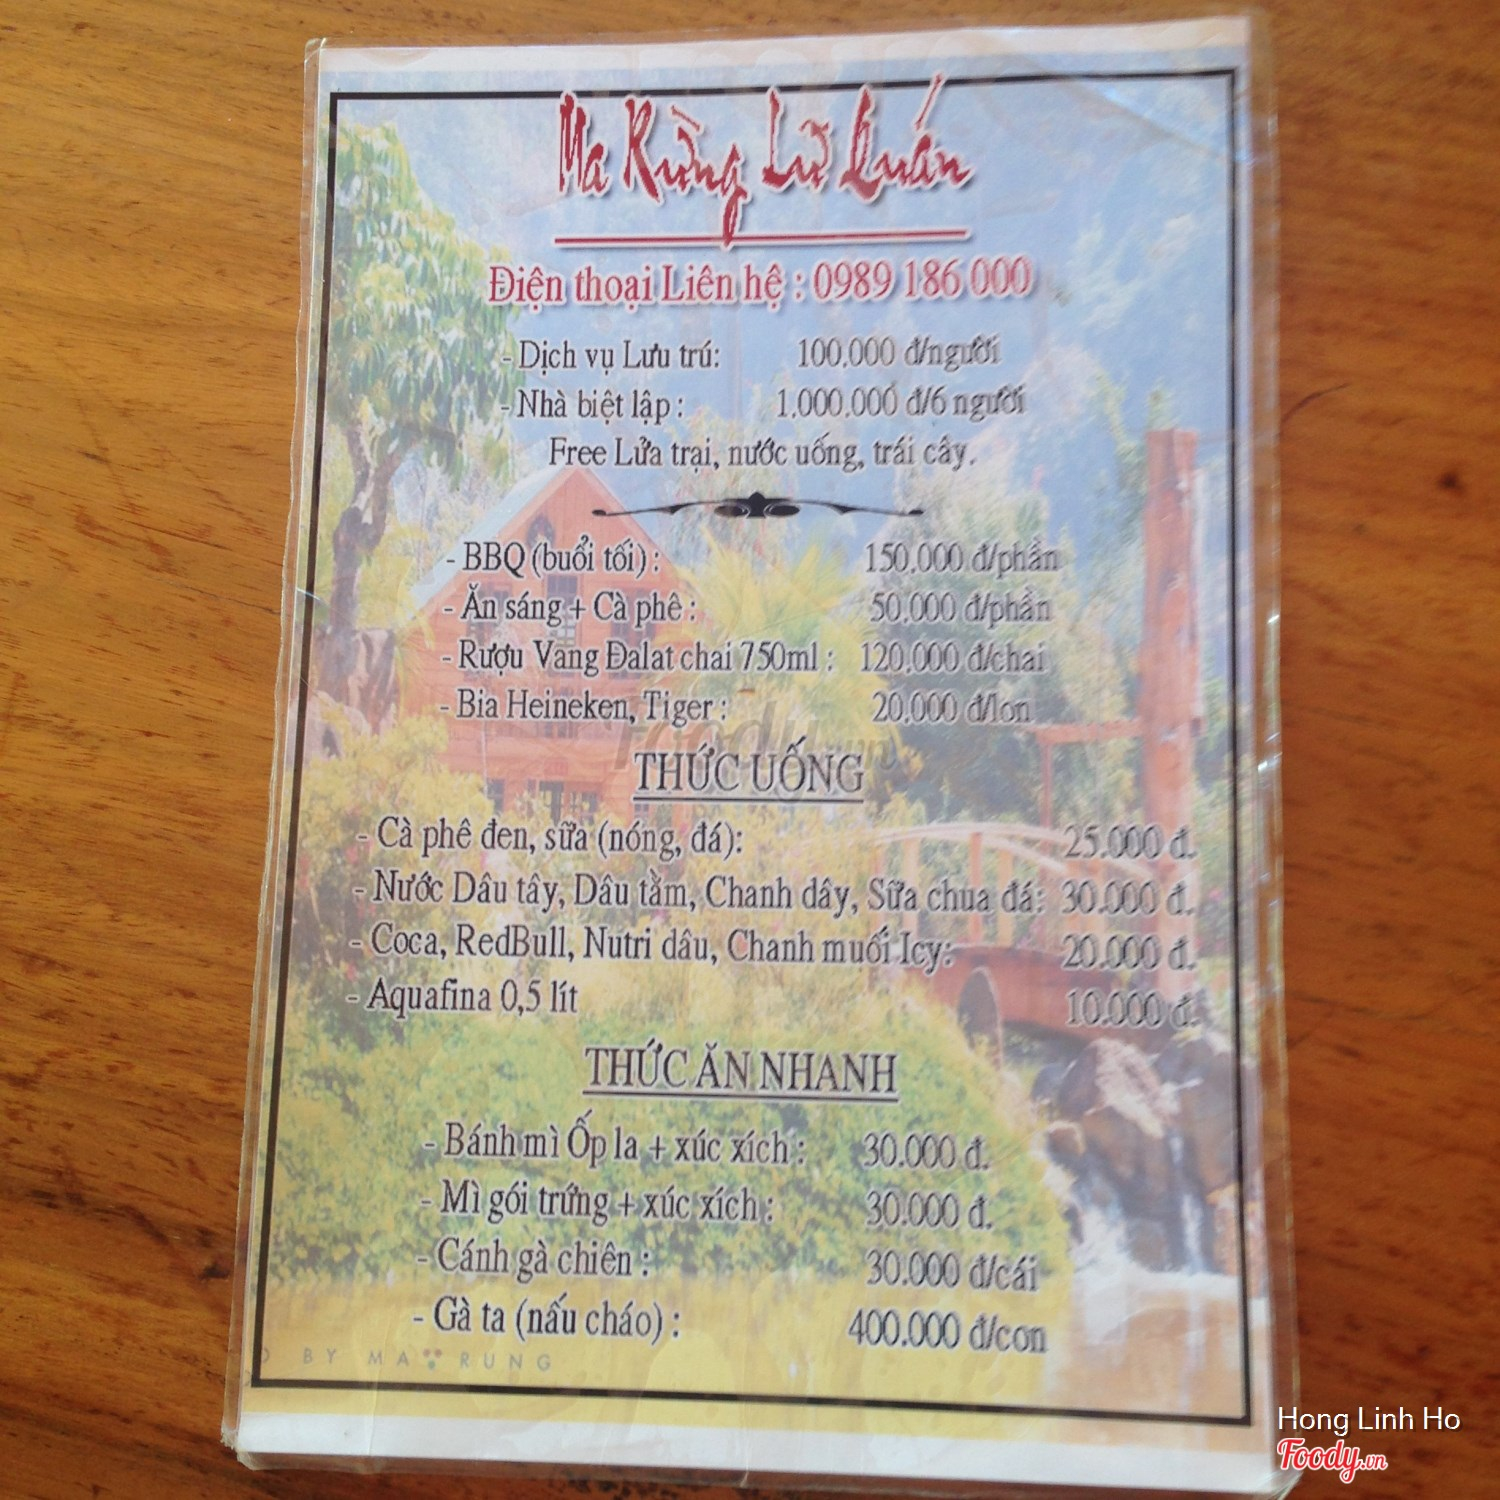 Ma Rừng Lữ Quán
Điện thoại Liên hệ : 0989 186 000
- Dịch vụ Lưu trú: 100.000 đ/người
- Nhà biệt lập : 1.000.000 đ/6 người
Free Lửa trại, nước uống, trái cây.
- BBQ (buổi tối) : 150.000 đ/phần
- Ăn sáng + Cà phê : 50.000 đ/phần
- Rượu Vang Đalat chai 750ml : 120.000 đ/chai
- Bia Heineken, Tiger : 20.000 đ/lon
Foody.vn
THỨC UỐNG
- Cà phê đen, sữa (nóng, đá): 25.000 đ.
- Nước Dâu tây, Dâu tằm, Chanh dây, Sữa chua đá: 30.000 đ.
- Coca, RedBull, Nutri dâu, Chanh muối Icy: 20.000 đ.
- Aquafina 0,5 lít 10.000 đ.
THỨC ĂN NHANH
- Bánh mì Ốp la + xúc xích : 30.000 đ.
- Mì gói trứng + xúc xích : 30.000 đ.
- Cánh gà chiên : 30.000 đ/cái
- Gà ta (nấu cháo) : 400.000 đ/con
BY MA RUNG
Hong Linh Ho
Foody.vn